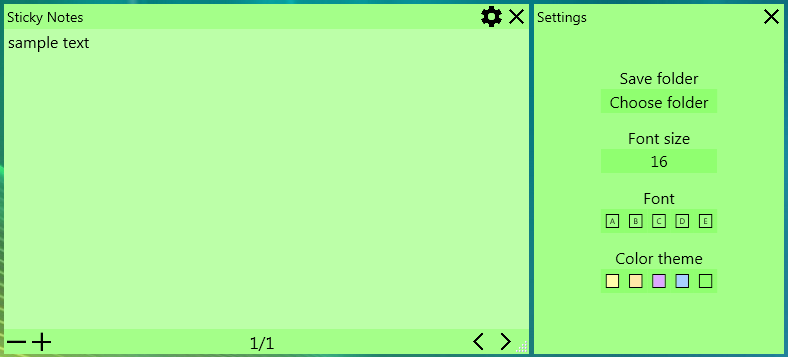 Sticky Notes
sample text
1/1
Settings
Save folder
Choose folder
Font size
16
Font
A B C D E
Color theme